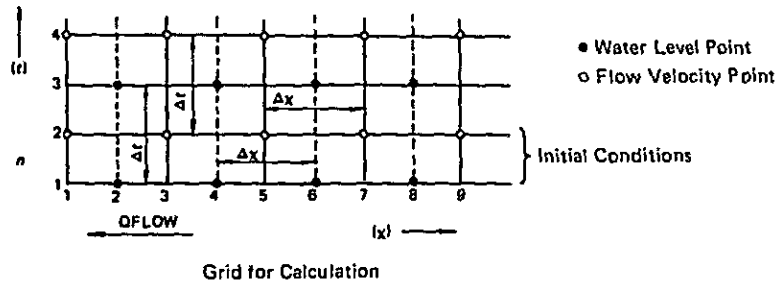 4
(t)
3
Δt
Δt
Δx
2
Δx
n
1
1 2 3 4 5 6 7 8 9
QFLOW
(x)
● Water Level Point
○ Flow Velocity Point
Initial Conditions
Grid for Calculation